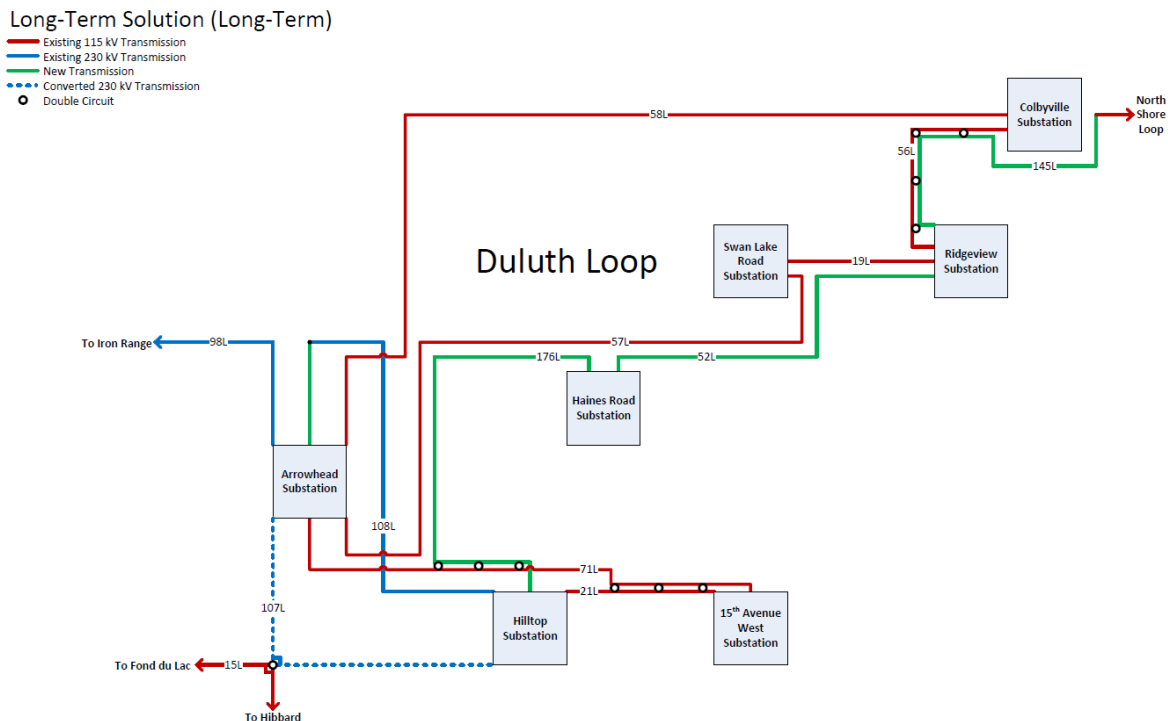 Long-Term Solution (Long-Term)
Existing 115 kV Transmission
Existing 230 kV Transmission
New Transmission
Converted 230 kV Transmission
Double Circuit
58L
Colbyville
Substation
North
Shore
Loop
56L
145L
Swan Lake
Road
Substation
19L
Ridgeview
Substation
Duluth Loop
To Iron Range
98L
57L
176L
52L
Haines Road
Substation
Arrowhead
Substation
108L
71L
21L
107L
Hilltop
Substation
15th Avenue
West
Substation
To Fond du Lac
15L
To Hibbard